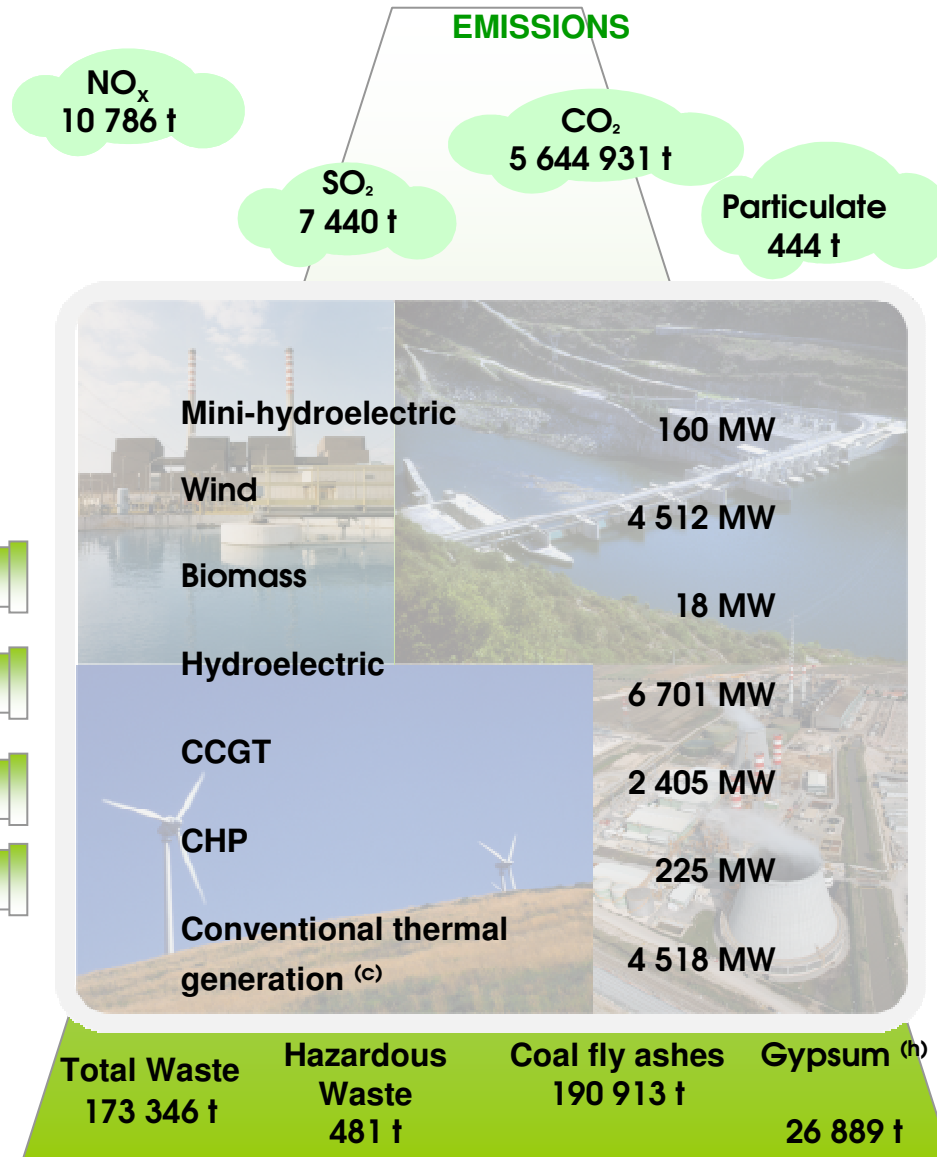 EMISSIONS
NOx
10 786 t
CO₂
5 644 931 t
SO₂
7 440 t
Particulate
444 t
Mini-hydroelectric 160 MW
Wind 4 512 MW
Biomass 18 MW
Hydroelectric 6 701 MW
CCGT 2 405 MW
CHP 225 MW
Conventional thermal
generation (c) 4 518 MW
Total Waste
173 346 t
Hazardous
Waste
481 t
Coal fly ashes
190 913 t
Gypsum (h)
26 889 t